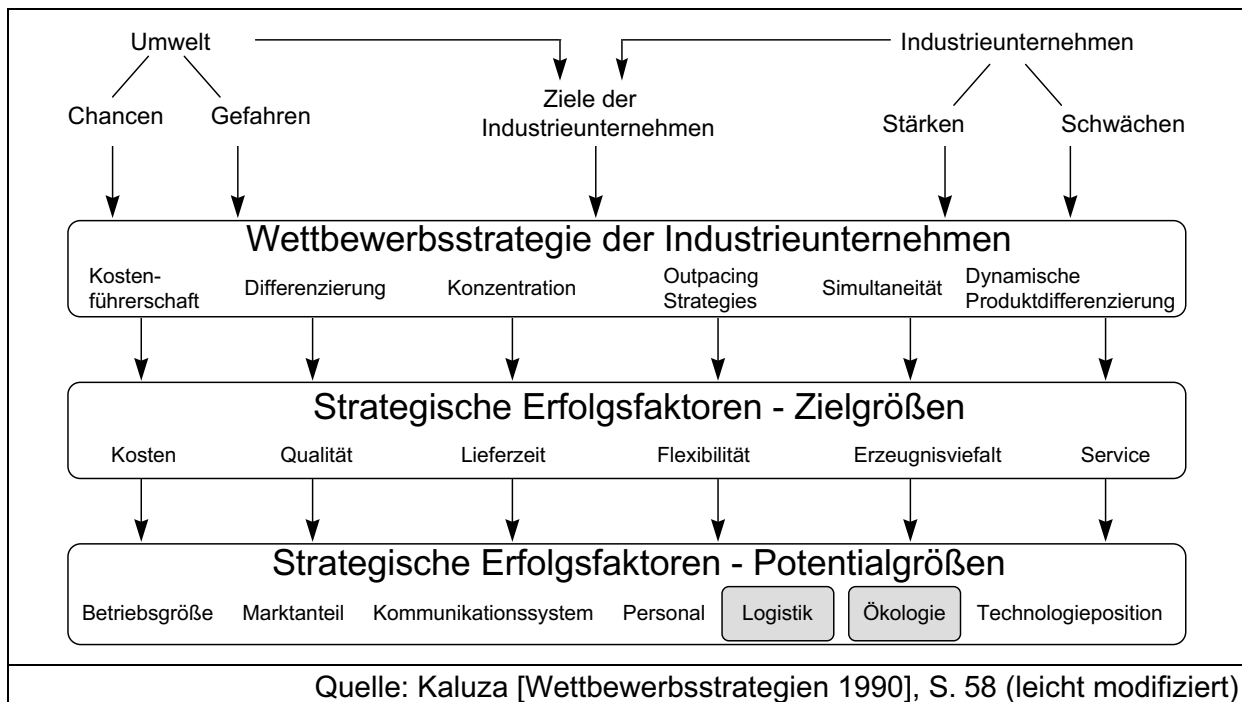 Umwelt
Industrieunternehmen
Chancen
Gefahren
Ziele der
Industrieunternehmen
Stärken
Schwächen
Wettbewerbsstrategie der Industrieunternehmen
Kosten-
führerschaft
Differenzierung
Konzentration
Outpacing
Strategies
Simultaneität
Dynamische
Produktdifferenzierung
Strategische Erfolgsfaktoren - Zielgrößen
Kosten
Qualität
Lieferzeit
Flexibilität
Erzeugnisviefalt
Service
Strategische Erfolgsfaktoren - Potentialgrößen
Betriebsgröße
Marktanteil
Kommunikationssystem
Personal
Logistik
Ökologie
Technologieposition
Quelle: Kaluza [Wettbewerbsstrategien 1990], S. 58 (leicht modifiziert)